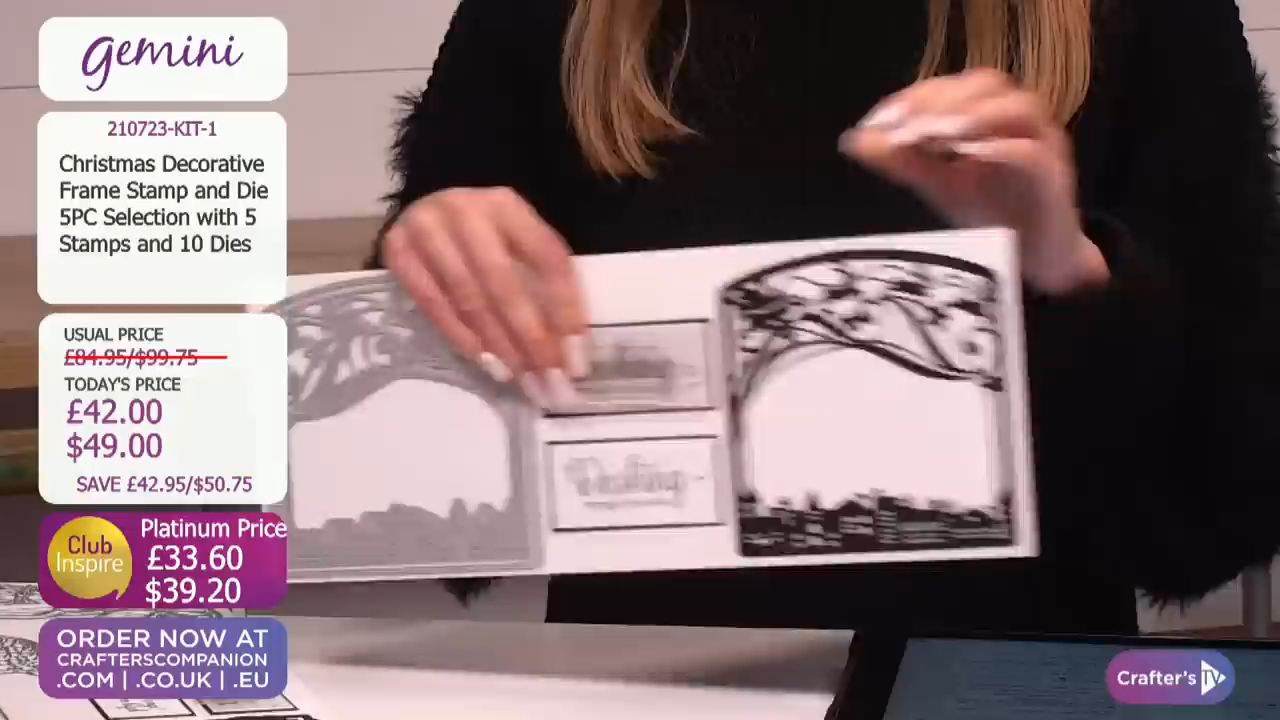 gemini
210723-KIT-1
Christmas Decorative
Frame Stamp and Die
5PC Selection with 5
Stamps and 10 Dies
USUAL PRICE
£84.95/$99.75
TODAY'S PRICE
£42.00
$49.00
SAVE £42.95/$50.75
Club
Inspire
Platinum Price
£33.60
$39.20
ORDER NOW AT
CRAFTERSCOMPANION
.COM | .CO.UK | .EU
Crafter's TV